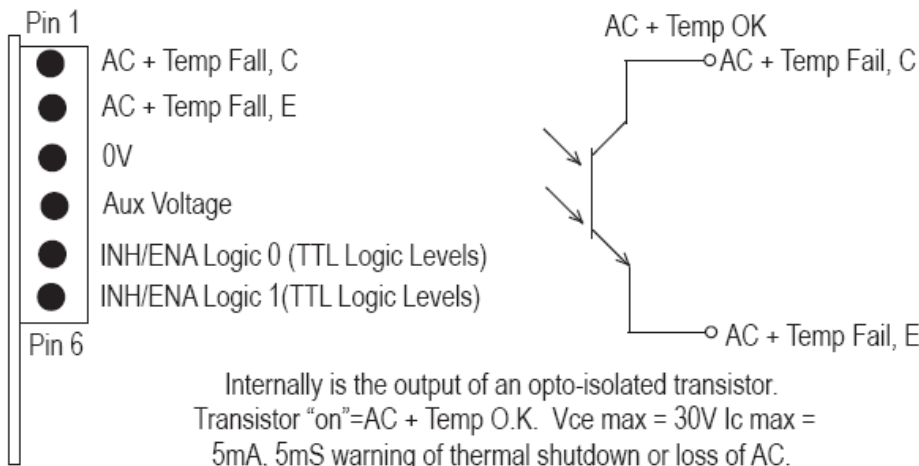 Pin 1
AC + Temp Fall, C
AC + Temp Fall, E
0V
Aux Voltage
INH/ENA Logic 0 (TTL Logic Levels)
INH/ENA Logic 1(TTL Logic Levels)
Pin 6
AC + Temp OK
AC + Temp Fail, C
AC + Temp Fail, E
Internally is the output of an opto-isolated transistor.
Transistor “on”=AC + Temp O.K. Vce max = 30V Ic max =
5mA. 5mS warning of thermal shutdown or loss of AC.